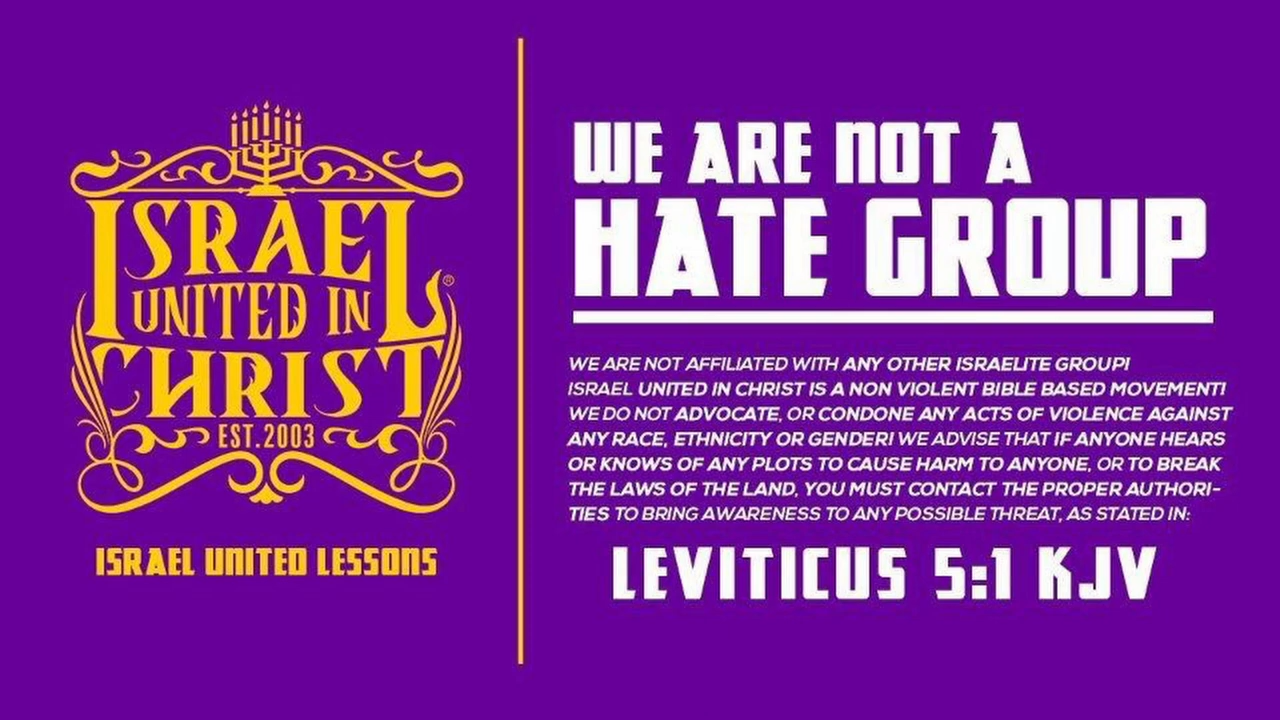 ISRAEL
UNITED IN
CHRIST
®
EST. 2003
ISRAEL UNITED LESSONS
WE ARE NOT A
HATE GROUP
WE ARE NOT AFFILIATED WITH ANY OTHER ISRAELITE GROUP!
ISRAEL UNITED IN CHRIST IS A NON VIOLENT BIBLE BASED MOVEMENT!
WE DO NOT ADVOCATE, OR CONDONE ANY ACTS OF VIOLENCE AGAINST
ANY RACE, ETHNICITY OR GENDER! WE ADVISE THAT IF ANYONE HEARS
OR KNOWS OF ANY PLOTS TO CAUSE HARM TO ANYONE, OR TO BREAK
THE LAWS OF THE LAND, YOU MUST CONTACT THE PROPER AUTHORI-
TIES TO BRING AWARENESS TO ANY POSSIBLE THREAT, AS STATED IN:
LEVITICUS 5:1 KJV